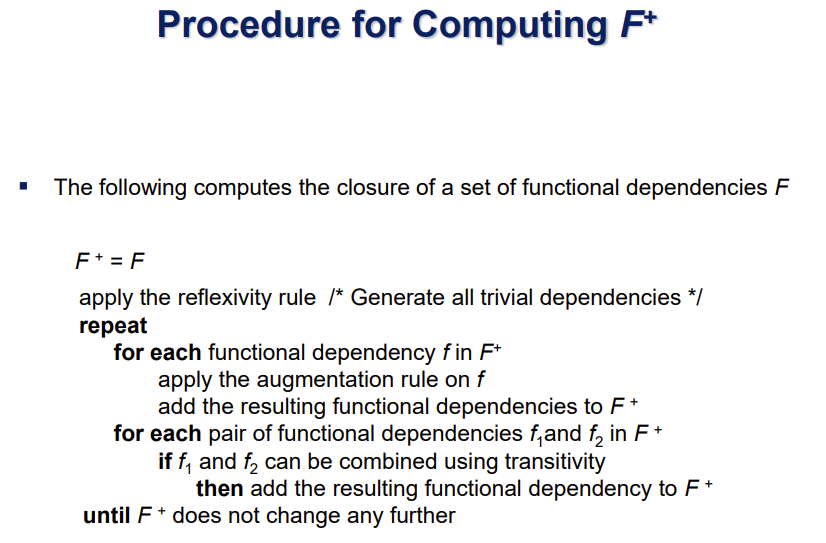 Procedure for Computing F+
▪ The following computes the closure of a set of functional dependencies F
F + = F
apply the reflexivity rule /* Generate all trivial dependencies */
repeat
for each functional dependency f in F+
apply the augmentation rule on f
add the resulting functional dependencies to F +
for each pair of functional dependencies f1and f2 in F +
if f1 and f2 can be combined using transitivity
then add the resulting functional dependency to F +
until F + does not change any further